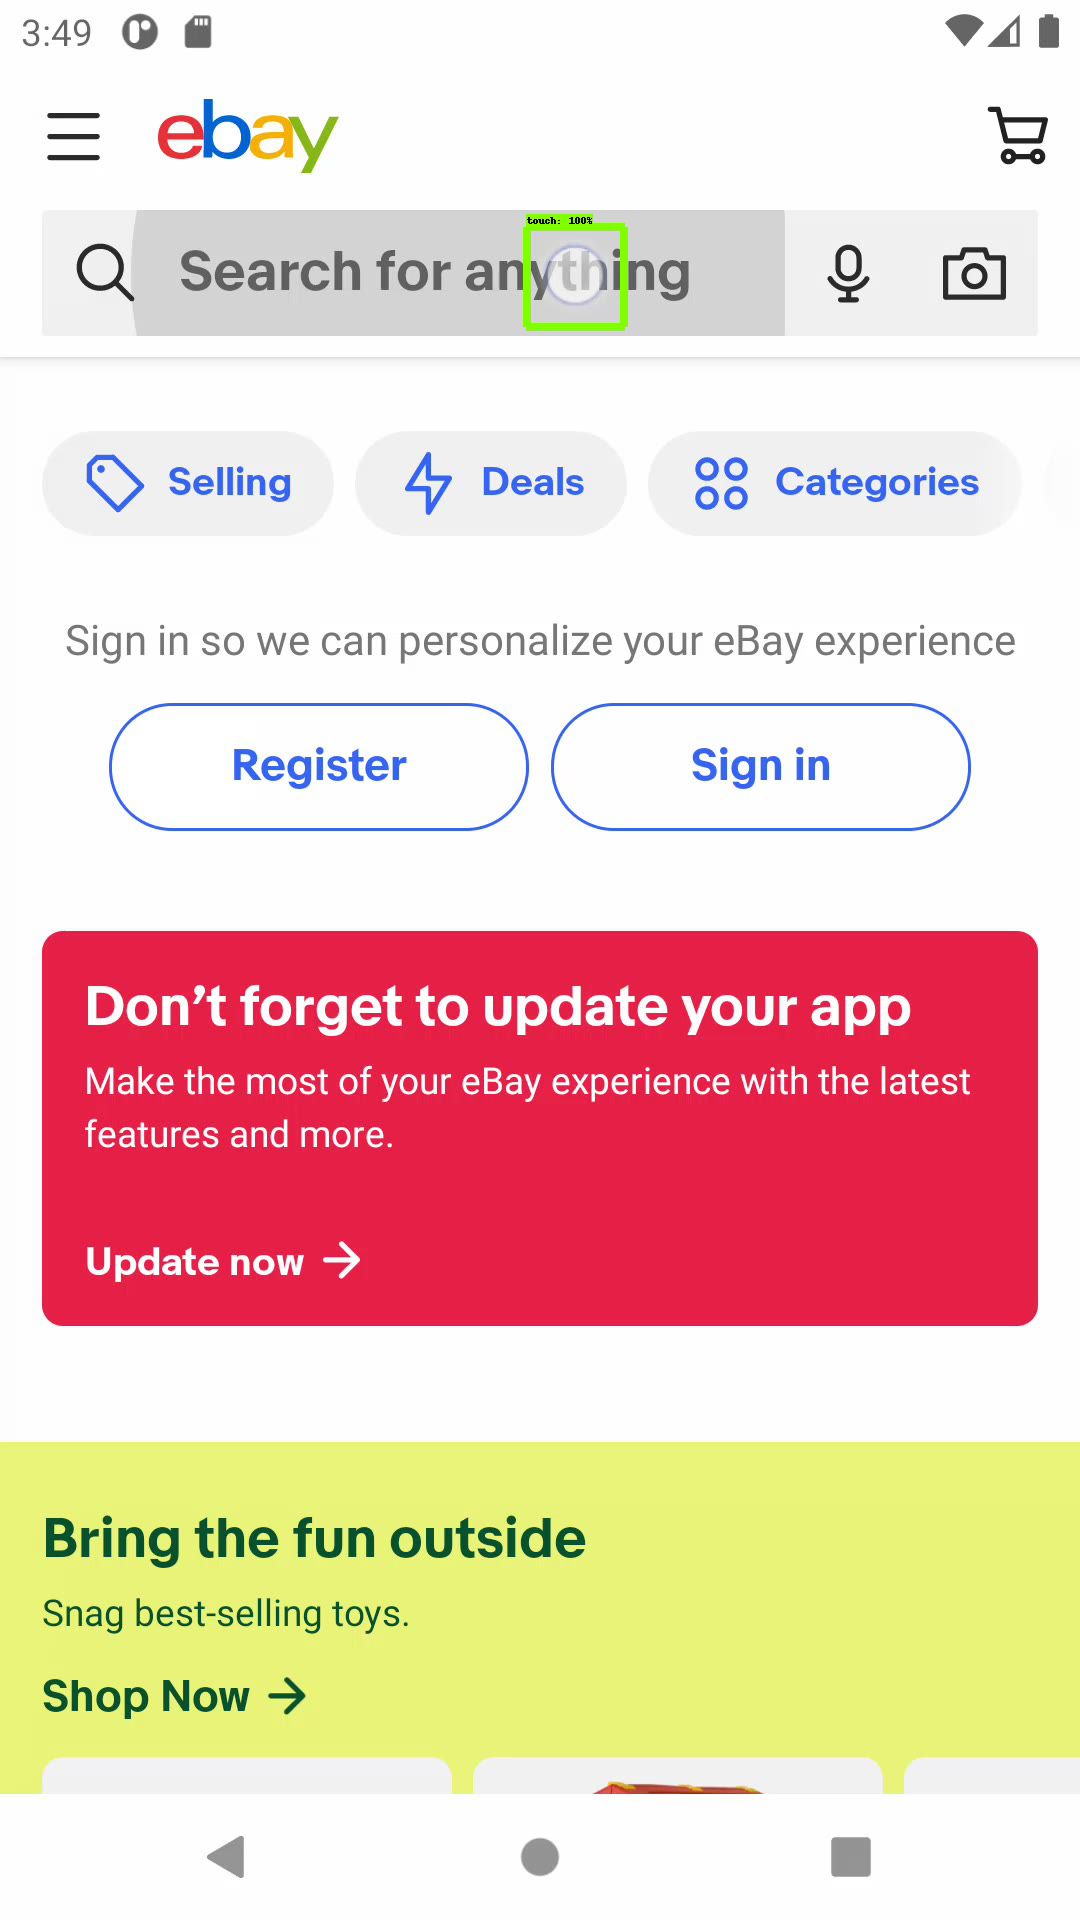 3:49
ebay
touch: 100%
Search for anything
Selling
Deals
Categories
Sign in so we can personalize your eBay experience
Register
Sign in
Don't forget to update your app
Make the most of your eBay experience with the latest
features and more.
Update now
Bring the fun outside
Snag best-selling toys.
Shop Now